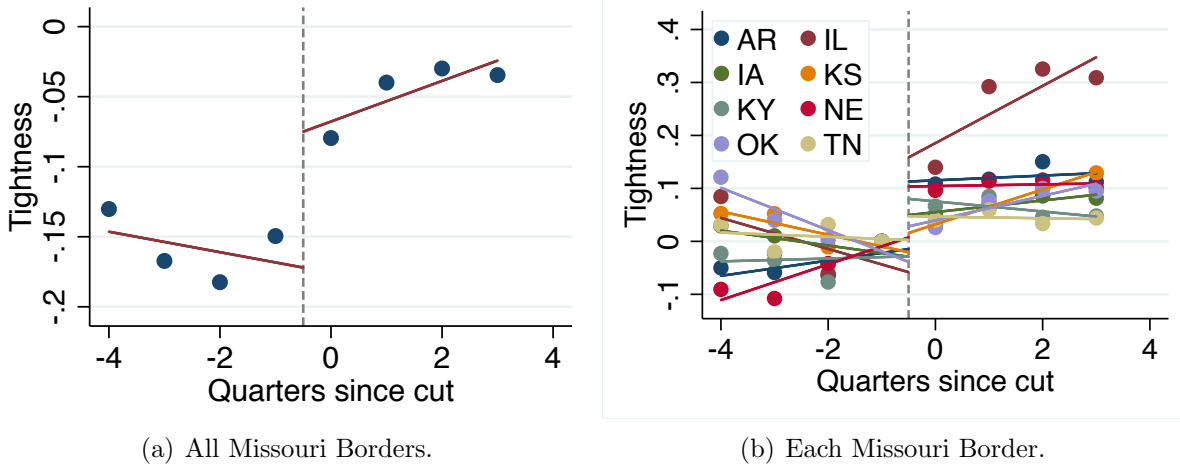 0
-.05
-.1
-.15
-.2
Tightness
-4
-2
0
2
4
Quarters since cut
(a) All Missouri Borders.
.4
.3
.2
.1
0
-.1
Tightness
AR
IL
IA
KS
KY
NE
OK
TN
-4
-2
0
2
4
Quarters since cut
(b) Each Missouri Border.